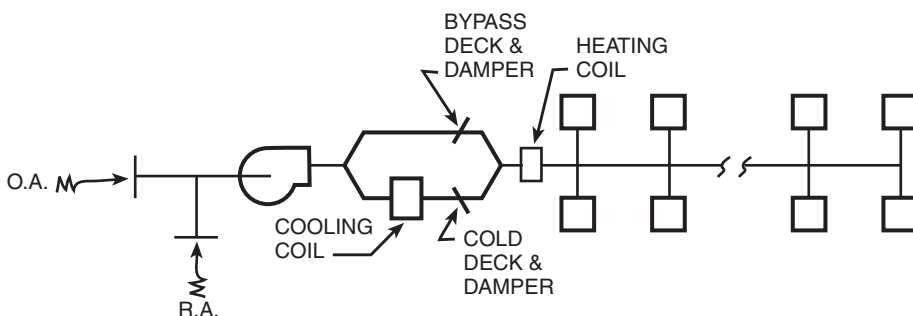 BYPASS
DECK &
DAMPER
HEATING
COIL
O.A.
COOLING
COIL
COLD
DECK &
DAMPER
R.A.